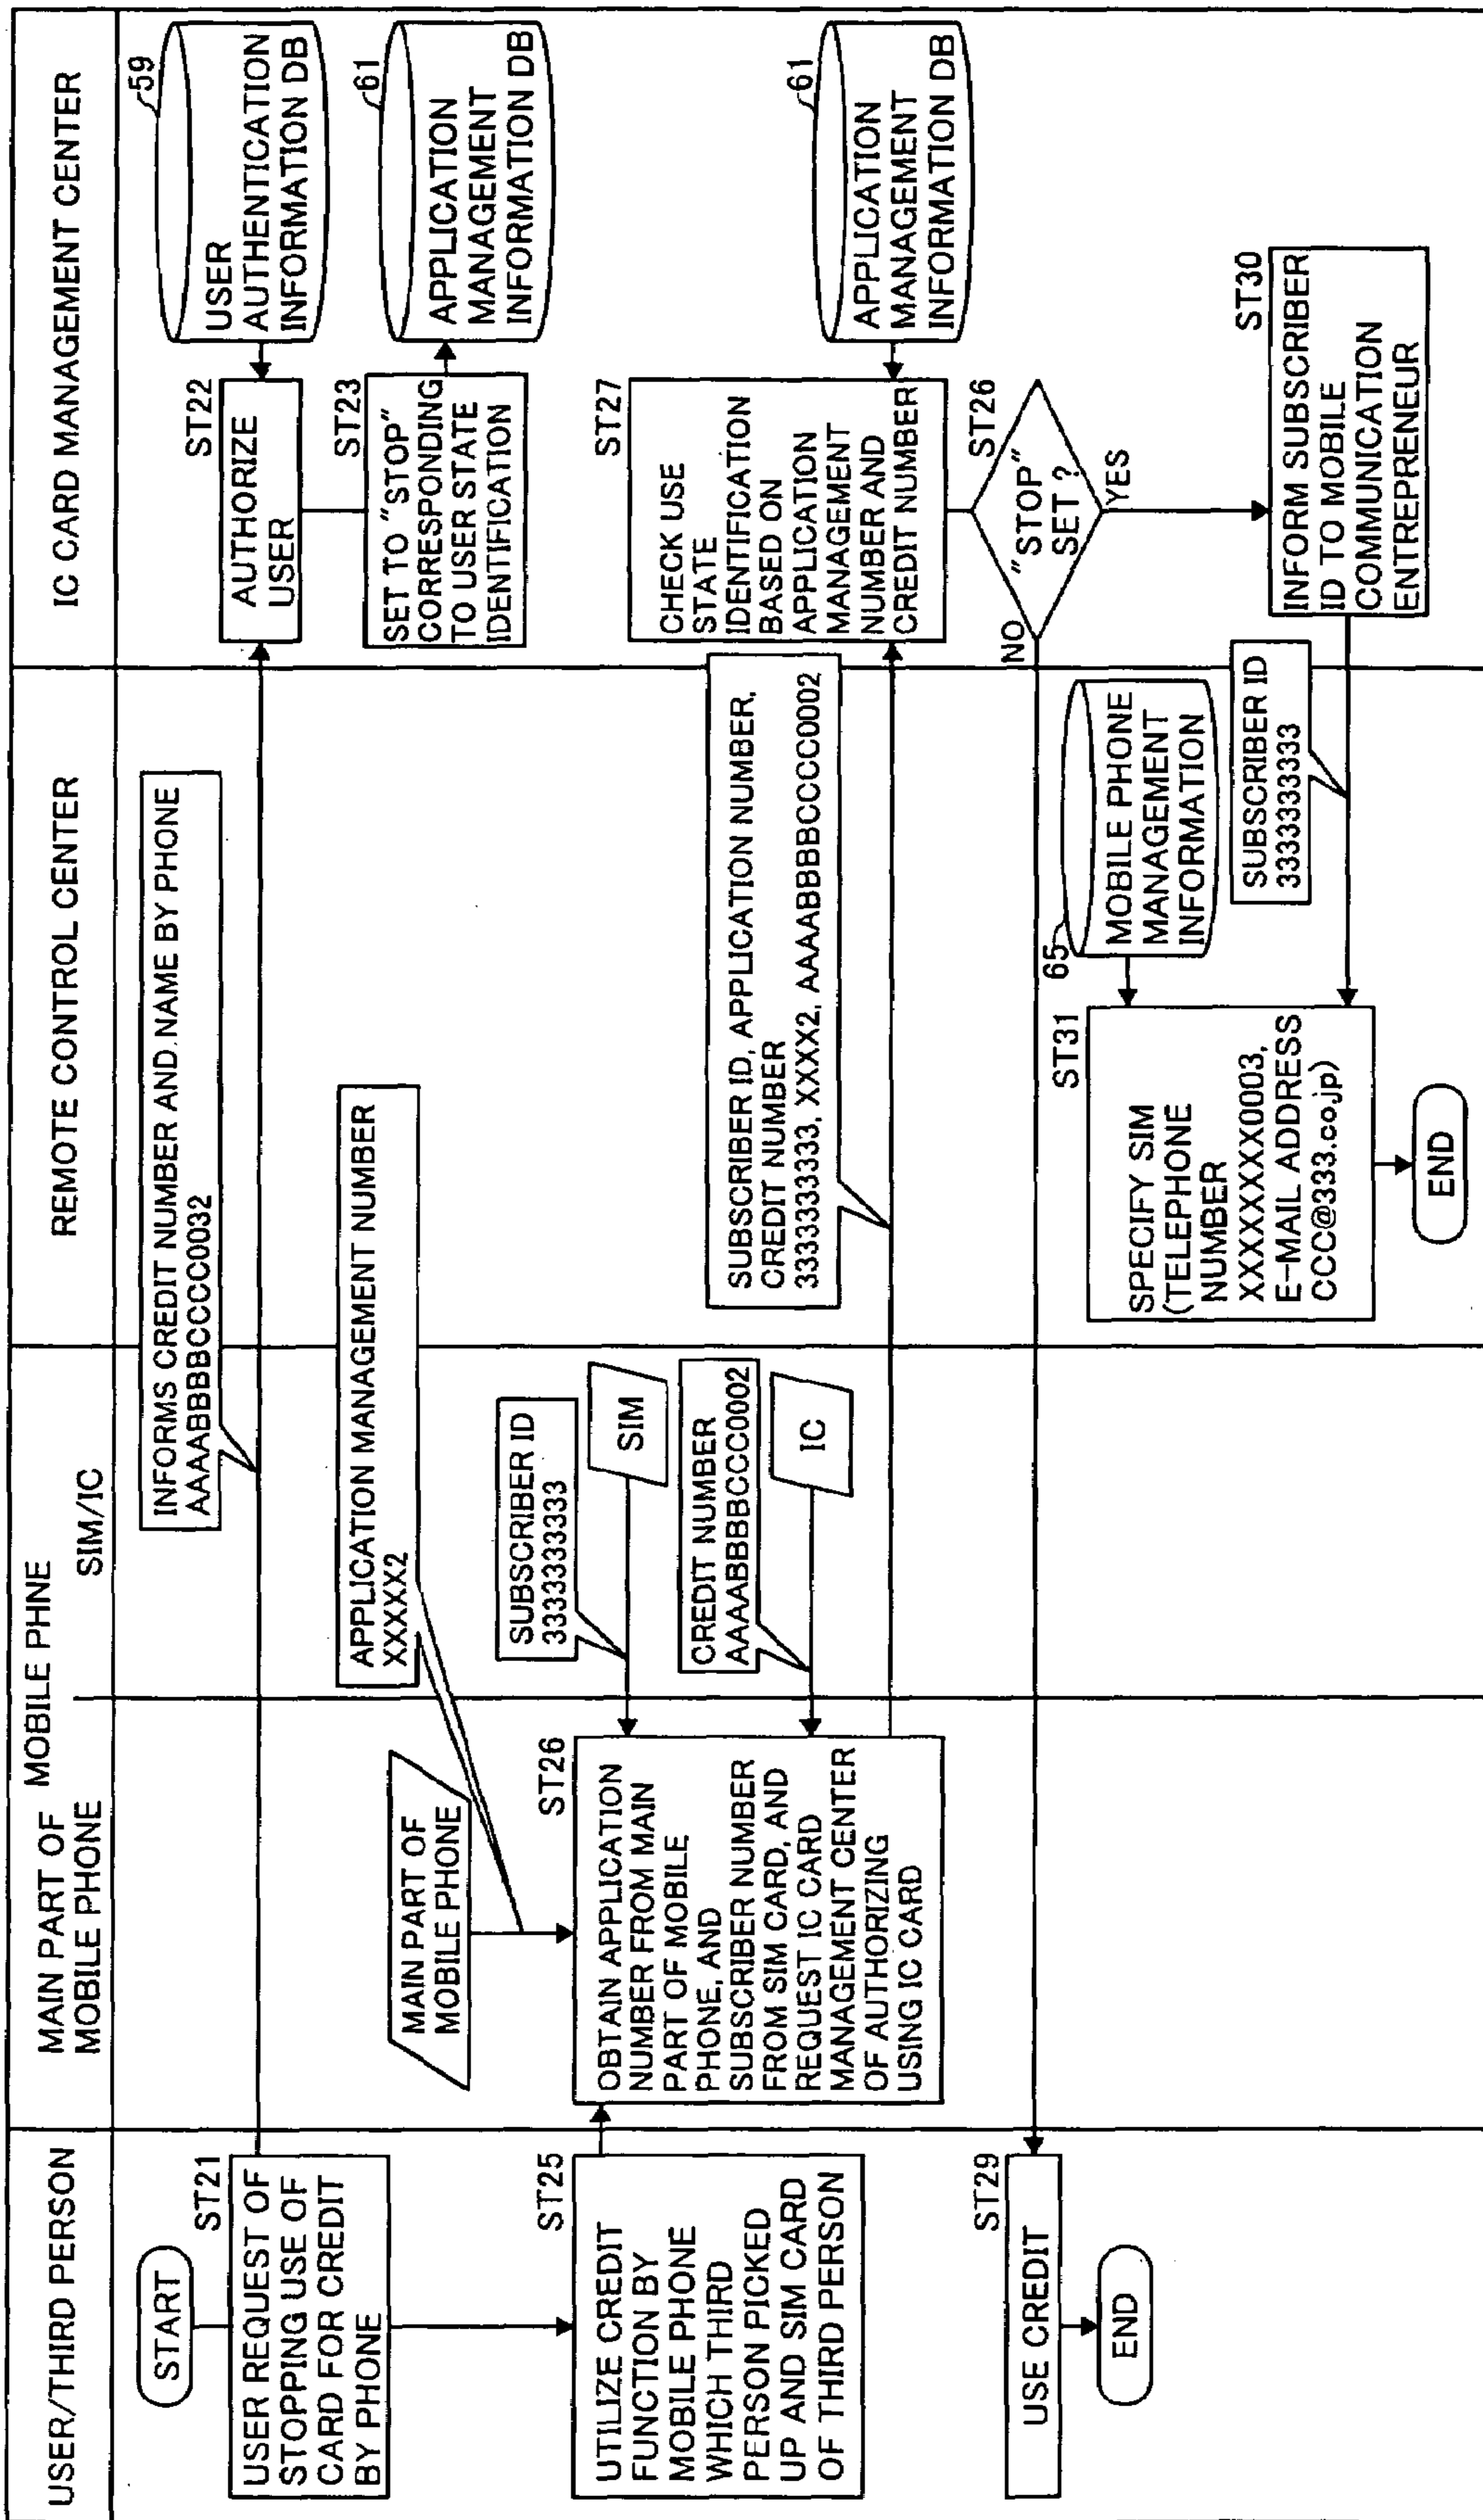 USER/THIRD PERSON
MOBILE PHNE
MAIN PART OF
MOBILE PHONE
SIM/IC
REMOTE CONTROL CENTER
IC CARD MANAGEMENT CENTER
START
ST21
USER REQUEST OF
STOPPING USE OF
CARD FOR CREDIT
BY PHONE
INFORMS CREDIT NUMBER AND NAME BY PHONE
AAAABBBBCCCC0032
ST22
AUTHORIZE
USER
59
USER
AUTHENTICATION
INFORMATION DB
ST23
SET TO "STOP"
CORRESPONDING
TO USER STATE
IDENTIFICATION
61
APPLICATION
MANAGEMENT
INFORMATION DB
APPLICATION MANAGEMENT NUMBER
XXXXX2
MAIN PART OF
MOBILE PHONE
ST25
UTILIZE CREDIT
FUNCTION BY
MOBILE PHONE
WHICH THIRD
PERSON PICKED
UP AND SIM CARD
OF THIRD PERSON
ST26
OBTAIN APPLICATION
NUMBER FROM MAIN
PART OF MOBILE
PHONE, AND
SUBSCRIBER NUMBER
FROM SIM CARD, AND
REQUEST IC CARD
MANAGEMENT CENTER
OF AUTHORIZING
USING IC CARD
SUBSCRIBER ID
3333333333
SIM
CREDIT NUMBER
AAAABBBBCCCC0002
IC
SUBSCRIBER ID, APPLICATION NUMBER,
CREDIT NUMBER
3333333333, XXXX2, AAAABBBBCCCC0002
ST27
CHECK USE
STATE
IDENTIFICATION
BASED ON
APPLICATION
MANAGEMENT
NUMBER AND
CREDIT NUMBER
61
APPLICATION
MANAGEMENT
INFORMATION DB
ST26
"STOP"
SET ?
NO
YES
ST29
USE CREDIT
END
ST30
INFORM SUBSCRIBER
ID TO MOBILE
COMMUNICATION
ENTREPRENEUR
65
MOBILE PHONE
MANAGEMENT
INFORMATION
SUBSCRIBER ID
3333333333
ST31
SPECIFY SIM
(TELEPHONE
NUMBER
XXXXXXX0003,
E-MAIL ADDRESS
CCC@333.cojp)
END